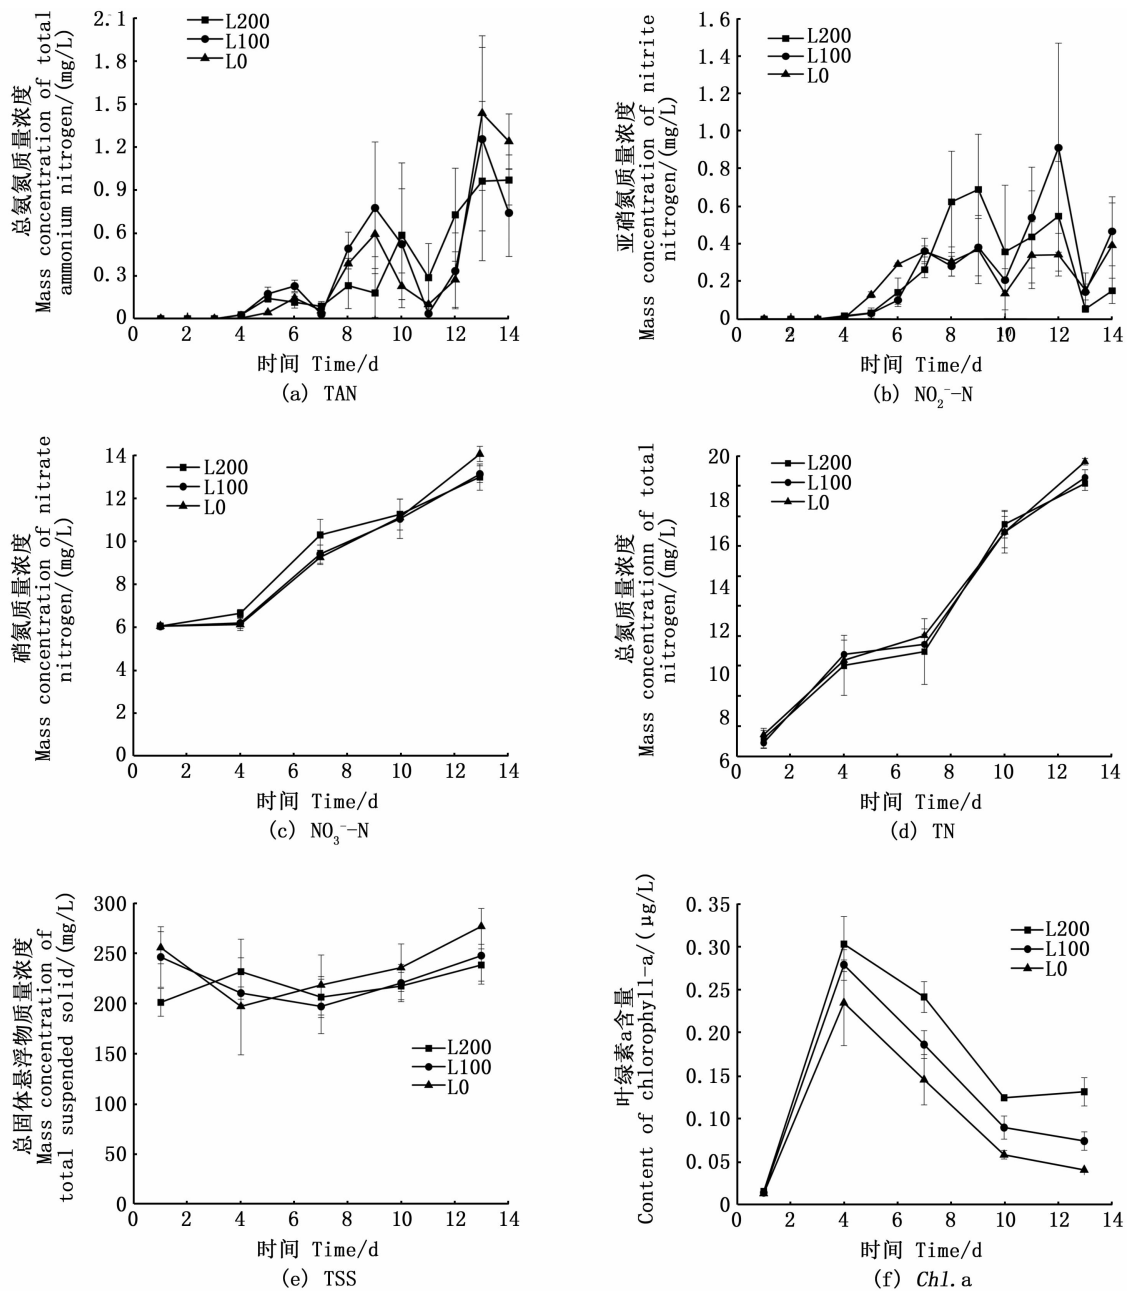 2.1
1.8
1.5
1.2
0.9
0.6
0.3
0
总氨氮质量浓度
Mass concentration of total
ammonium nitrogen/(mg/L)
L200
L100
L0
0 2 4 6 8 10 12 14
时间 Time/d
(a) TAN
1.6
1.4
1.2
1.0
0.8
0.6
0.4
0.2
0
亚硝氮质量浓度
Mass concentration of nitrite
nitrogen/(mg/L)
L200
L100
L0
0 2 4 6 8 10 12 14
时间 Time/d
(b) NO₂⁻-N
14
12
10
8
6
4
2
0
硝氮质量浓度
Mass concentration of nitrate
nitrogen/(mg/L)
L200
L100
L0
0 2 4 6 8 10 12 14
时间 Time/d
(c) NO₃⁻-N
20
18
16
14
12
10
8
6
总氮质量浓度
Mass concentrationn of total
nitrogen/(mg/L)
L200
L100
L0
0 2 4 6 8 10 12 14
时间 Time/d
(d) TN
300
250
200
150
100
50
0
总固体悬浮物质量浓度
Mass concentration of
total suspended solid/(mg/L)
L200
L100
L0
0 2 4 6 8 10 12 14
时间 Time/d
(e) TSS
0.35
0.30
0.25
0.20
0.15
0.10
0.05
0
叶绿素a含量
Content of chlorophyll-a/(μg/L)
L200
L100
L0
0 2 4 6 8 10 12 14
时间 Time/d
(f) Chl.a